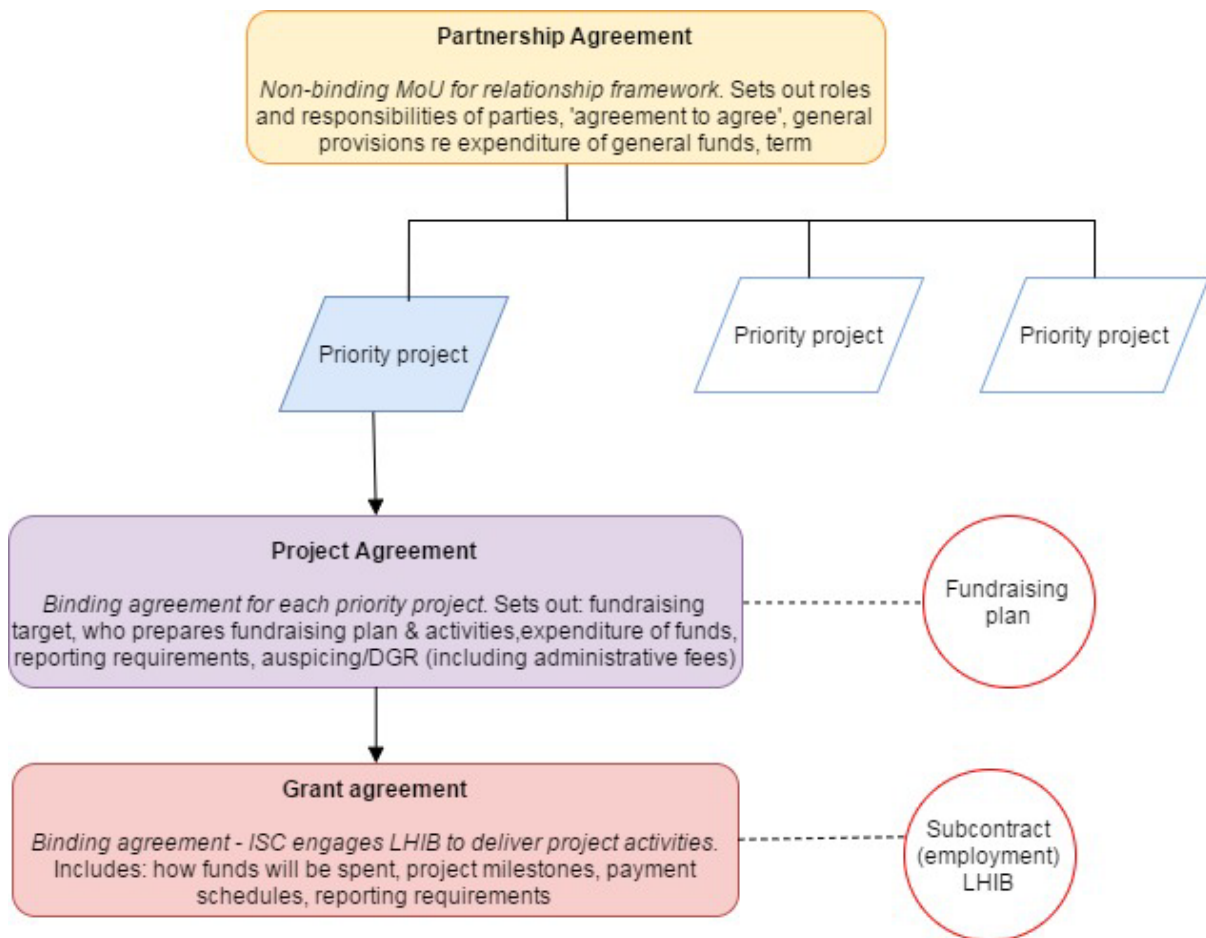 Partnership Agreement
Non-binding MoU for relationship framework. Sets out roles
and responsibilities of parties, 'agreement to agree', general
provisions re expenditure of general funds, term
Priority project
Priority project
Priority project
Project Agreement
Binding agreement for each priority project. Sets out: fundraising
target, who prepares fundraising plan & activities,expenditure of funds,
reporting requirements, auspicing/DGR (including administrative fees)
Fundraising
plan
Grant agreement
Binding agreement - ISC engages LHIB to deliver project activities.
Includes: how funds will be spent, project milestones, payment
schedules, reporting requirements
Subcontract
(employment)
LHIB